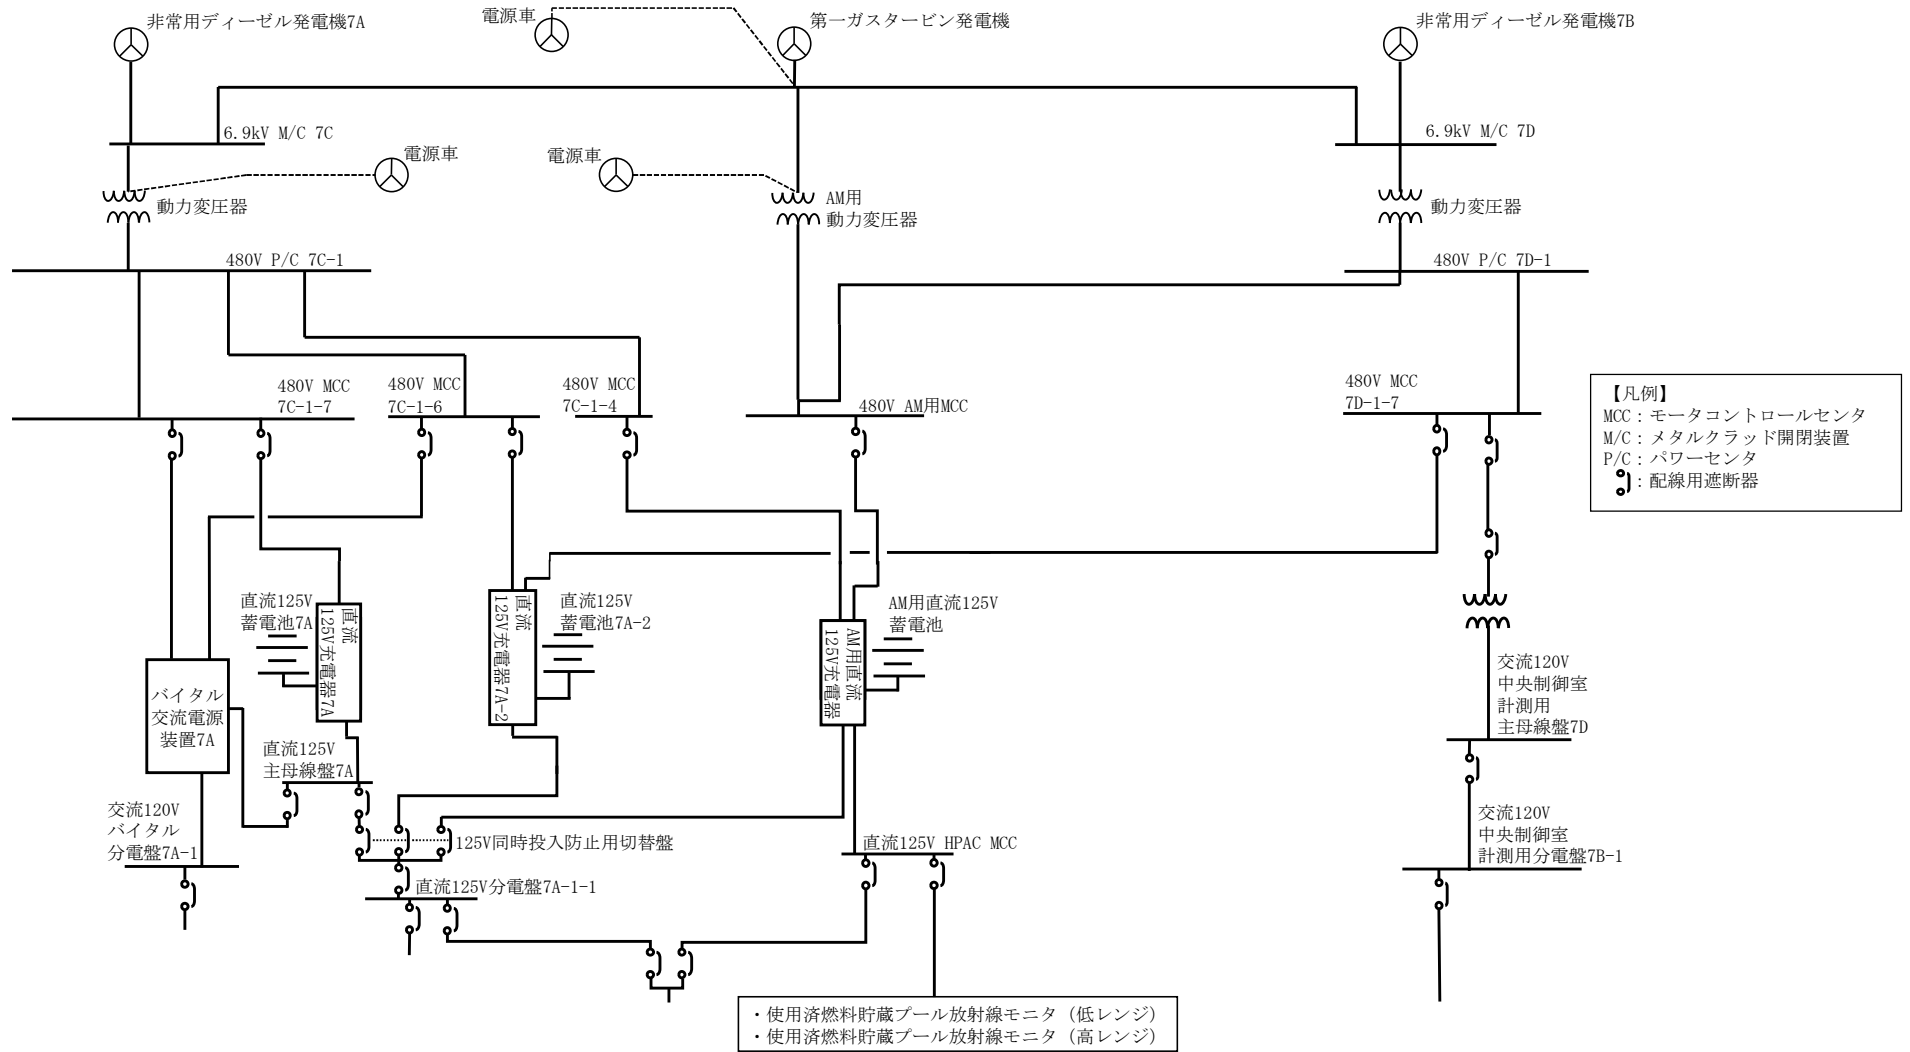 非常用ディーゼル発電機7A
電源車
第一ガスタービン発電機
非常用ディーゼル発電機7B
6.9kV M/C 7C
6.9kV M/C 7D
電源車
電源車
動力変圧器
AM用
動力変圧器
動力変圧器
480V P/C 7C-1
480V P/C 7D-1
480V MCC
7C-1-7
480V MCC
7C-1-6
480V MCC
7C-1-4
480V AM用MCC
480V MCC
7D-1-7
【凡例】
MCC：モータコントロールセンタ
M/C：メタルクラッド開閉装置
P/C：パワーセンタ
：配線用遮断器
直流125V
蓄電池7A
直流
125V充電器7A
直流
125V充電器7A-2
直流125V
蓄電池7A-2
AM用直流
125V充電器
AM用直流125V
蓄電池
バイタル
交流電源
装置7A
直流125V
主母線盤7A
交流120V
中央制御室
計測用
主母線盤7D
交流120V
バイタル
分電盤7A-1
125V同時投入防止用切替盤
直流125V HPAC MCC
交流120V
中央制御室
計測用分電盤7B-1
直流125V分電盤7A-1-1
・使用済燃料貯蔵プール放射線モニタ（低レンジ）
・使用済燃料貯蔵プール放射線モニタ（高レンジ）